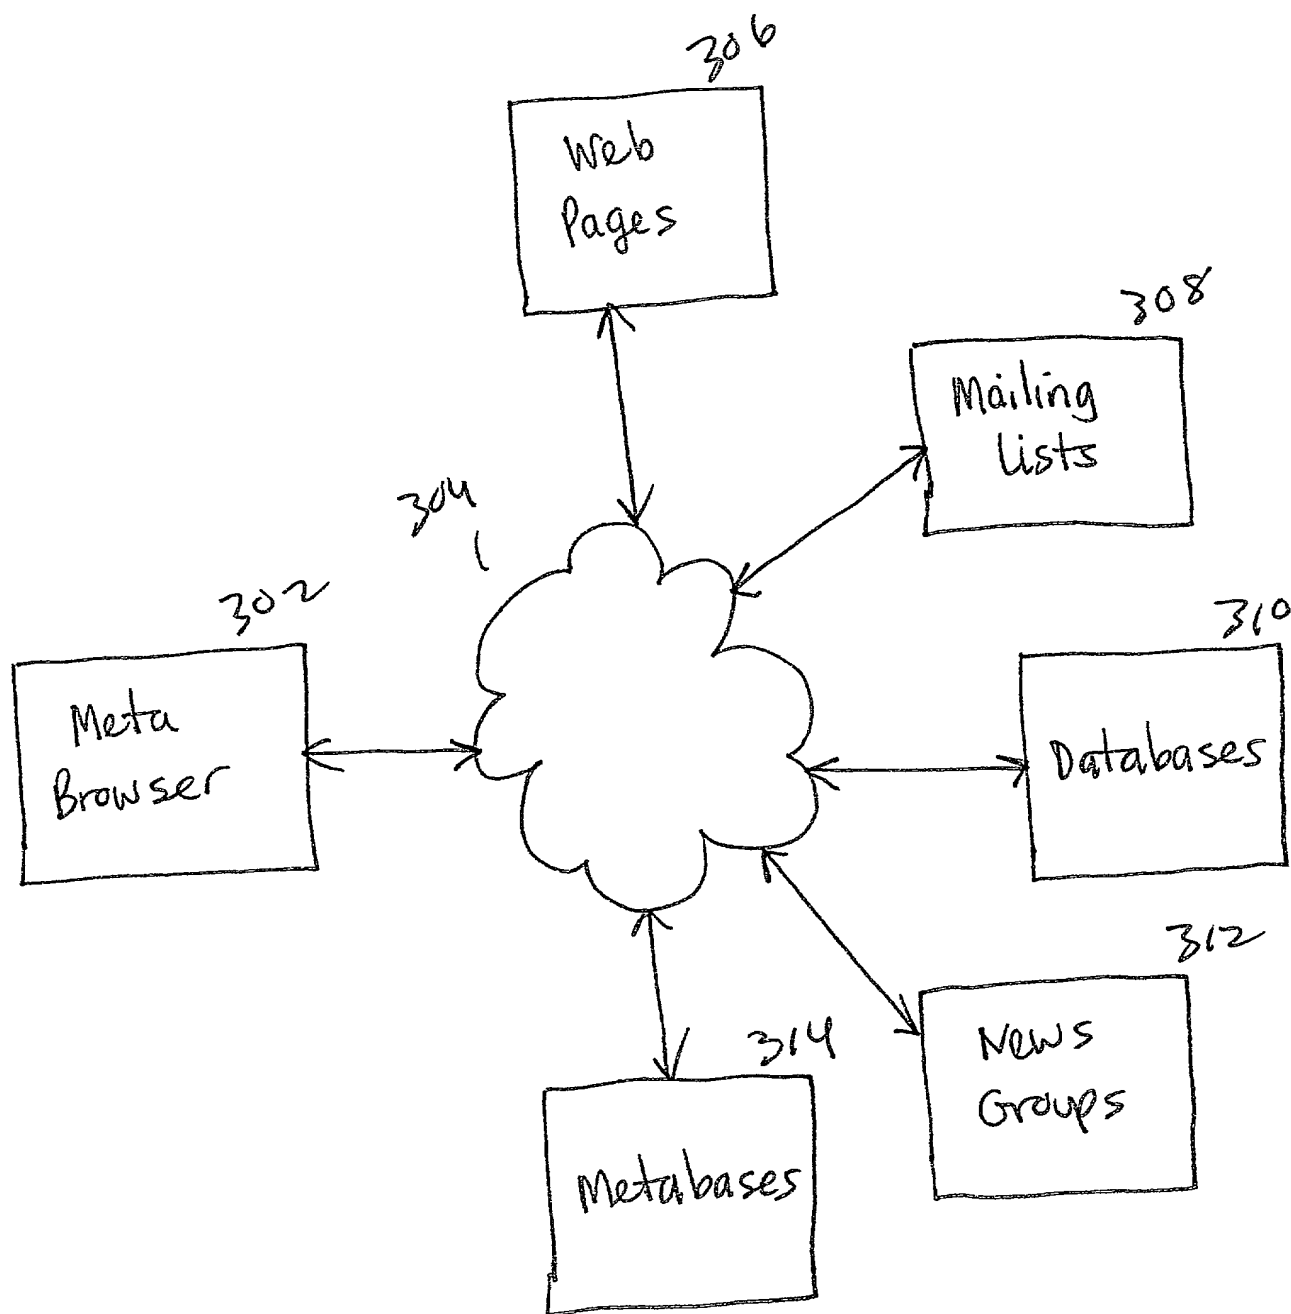 306
Web
Pages
308
Mailing
Lists
304
302
Meta
Browser
310
Databases
312
News
Groups
314
Metabases